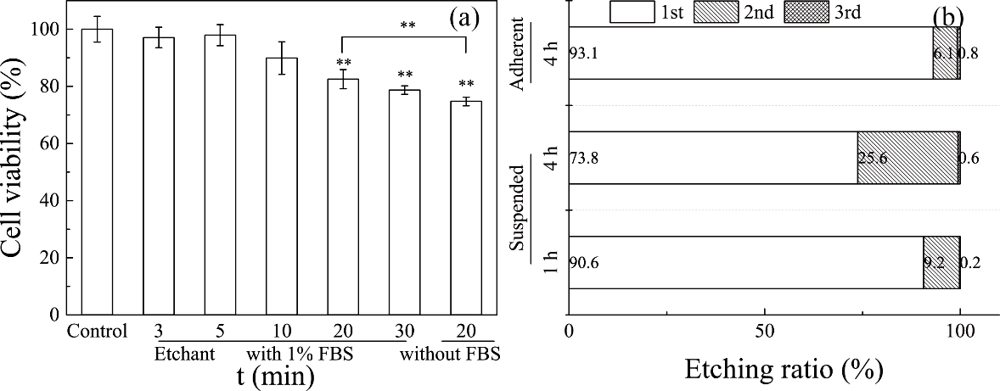 (a)
**
100
80
60
40
20
0
**
**
**
Cell viability (%)
Control 3 5 10 20 30 20
Etchant with 1% FBS without FBS
t (min)
1st 2nd 3rd
(b)
Adherent
4 h
93.1 6.1 0.8
Suspended
4 h
73.8 25.6 0.6
1 h
90.6 9.2 0.2
0 50 100
Etching ratio (%)